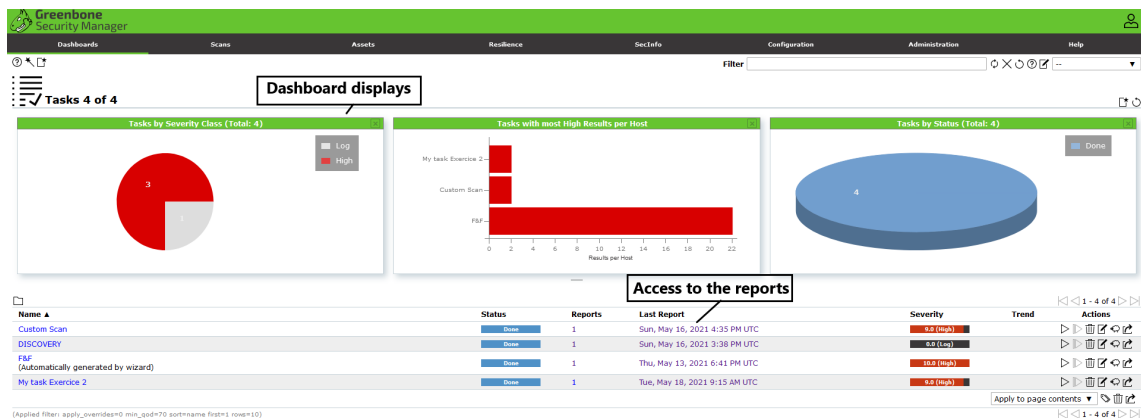 Greenbone
Security Manager
Dashboards Scans Assets Resilience SecInfo Configuration Administration Help
Filter --
Dashboard displays
Tasks 4 of 4
Tasks by Severity Class (Total: 4)
Log
High
3
1
Tasks with most High Results per Host
My task Exercice 2
Custom Scan
F&F
0 2 4 6 8 10 12 14 16 18 20 22
Results per Host
Tasks by Status (Total: 4)
Done
4
Access to the reports
1 - 4 of 4
Name ▲ Status Reports Last Report Severity Trend Actions
Custom Scan Done 1 Sun, May 16, 2021 4:35 PM UTC 9.0 (High)
DISCOVERY Done 1 Sun, May 16, 2021 3:38 PM UTC 0.0 (Log)
F&F
(Automatically generated by wizard) Done 1 Thu, May 13, 2021 6:41 PM UTC 10.0 (High)
My task Exercice 2 Done 1 Tue, May 18, 2021 9:15 AM UTC 9.0 (High)
Apply to page contents ▼
(Applied filter: apply_overrides=0 min_qod=70 sort=name first=1 rows=10) 1 - 4 of 4